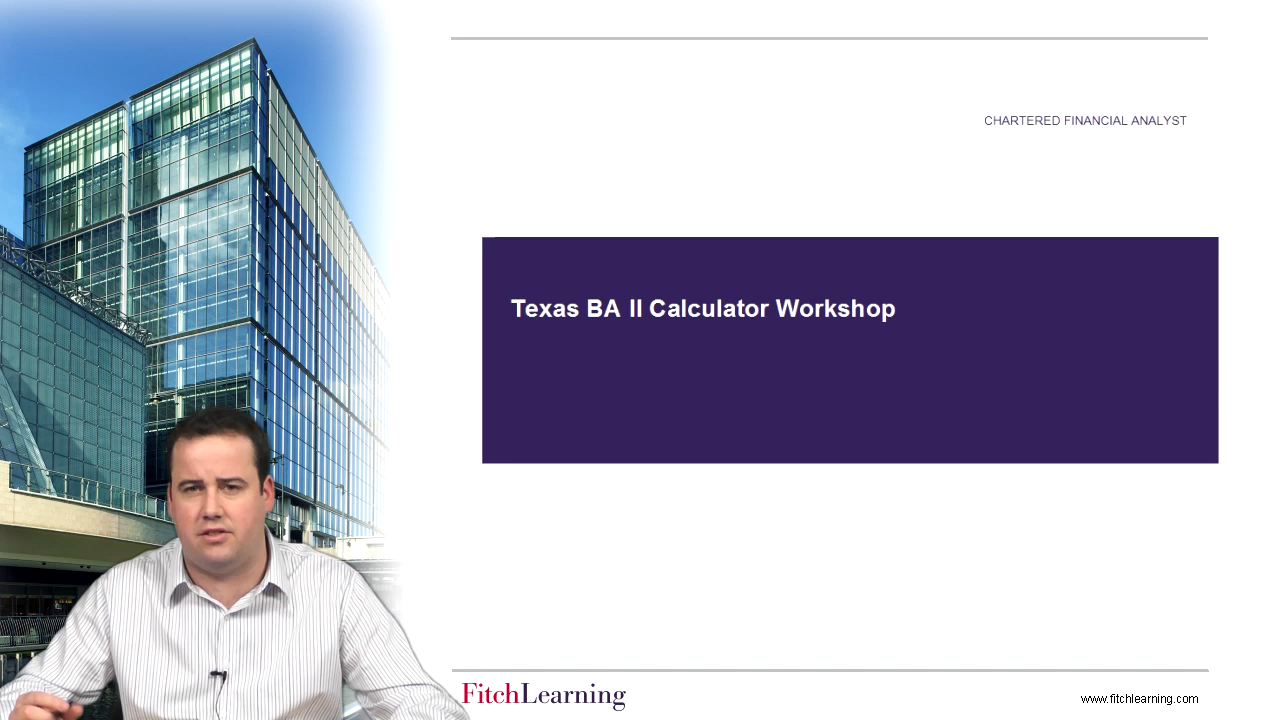 CHARTERED FINANCIAL ANALYST
Texas BA II Calculator Workshop
FitchLearning
www.fitchlearning.com